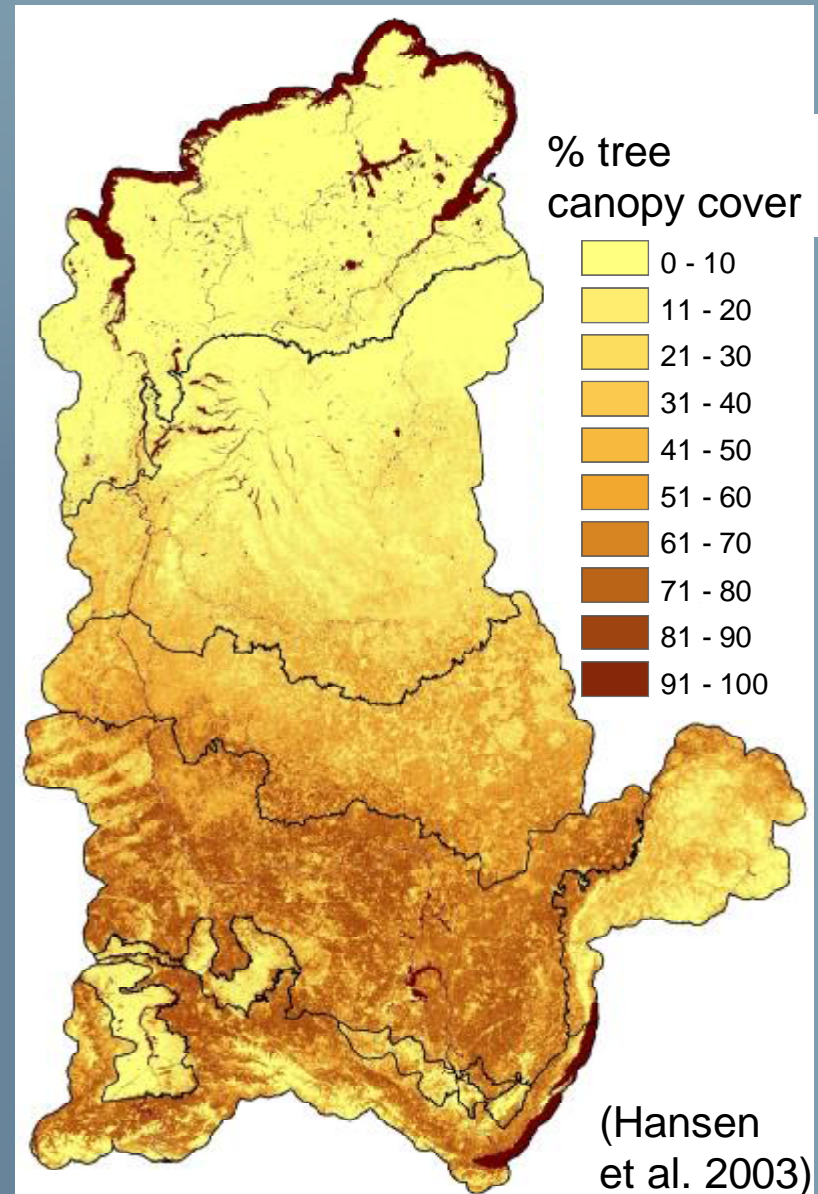 % tree
canopy cover
0 - 10
11 - 20
21 - 30
31 - 40
41 - 50
51 - 60
61 - 70
71 - 80
81 - 90
91 - 100
(Hansen
et al. 2003)